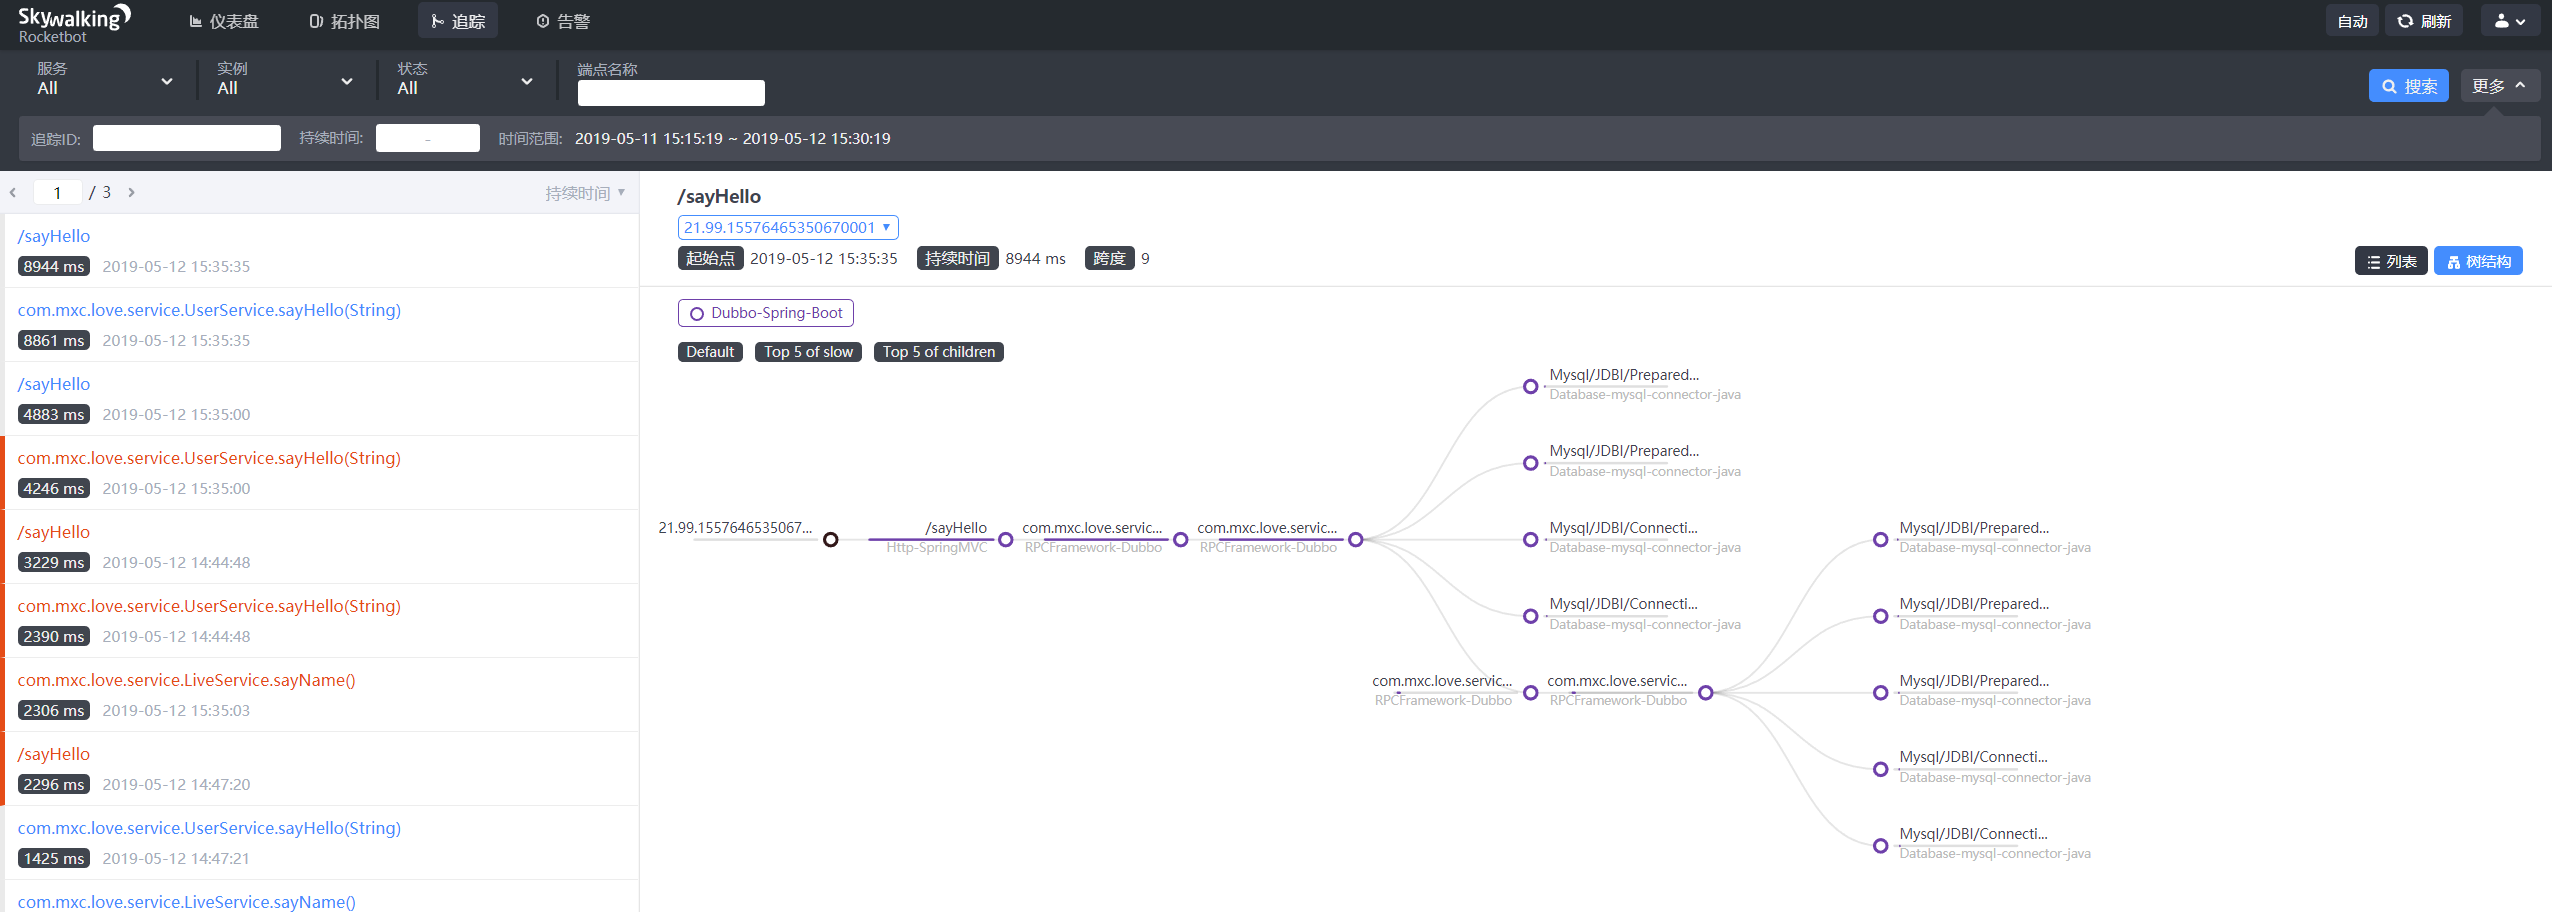 Skywalking
Rocketbot
仪表盘
拓扑图
追踪
告警
自动
刷新
服务
All
实例
All
状态
All
端点名称
搜索
更多
追踪ID:
持续时间:
-
时间范围:
2019-05-11 15:15:19 ~ 2019-05-12 15:30:19
1 / 3
持续时间
/sayHello
8944 ms 2019-05-12 15:35:35
com.mxc.love.service.UserService.sayHello(String)
8861 ms 2019-05-12 15:35:35
/sayHello
4883 ms 2019-05-12 15:35:00
com.mxc.love.service.UserService.sayHello(String)
4246 ms 2019-05-12 15:35:00
/sayHello
3229 ms 2019-05-12 14:44:48
com.mxc.love.service.UserService.sayHello(String)
2390 ms 2019-05-12 14:44:48
com.mxc.love.service.LiveService.sayName()
2306 ms 2019-05-12 15:35:03
/sayHello
2296 ms 2019-05-12 14:47:20
com.mxc.love.service.UserService.sayHello(String)
1425 ms 2019-05-12 14:47:21
com.mxc.love.service.LiveService.sayName()
/sayHello
21.99.15576465350670001
起始点 2019-05-12 15:35:35 持续时间 8944 ms 跨度 9
列表
树结构
Dubbo-Spring-Boot
Default
Top 5 of slow
Top 5 of children
21.99.1557646535067...
/sayHello
Http-SpringMVC
com.mxc.love.servic...
RPCFramework-Dubbo
com.mxc.love.servic...
RPCFramework-Dubbo
Mysql/JDBI/Prepared...
Database-mysql-connector-java
Mysql/JDBI/Prepared...
Database-mysql-connector-java
Mysql/JDBI/Connecti...
Database-mysql-connector-java
Mysql/JDBI/Connecti...
Database-mysql-connector-java
com.mxc.love.servic...
RPCFramework-Dubbo
com.mxc.love.servic...
RPCFramework-Dubbo
Mysql/JDBI/Prepared...
Database-mysql-connector-java
Mysql/JDBI/Prepared...
Database-mysql-connector-java
Mysql/JDBI/Prepared...
Database-mysql-connector-java
Mysql/JDBI/Connecti...
Database-mysql-connector-java
Mysql/JDBI/Connecti...
Database-mysql-connector-java